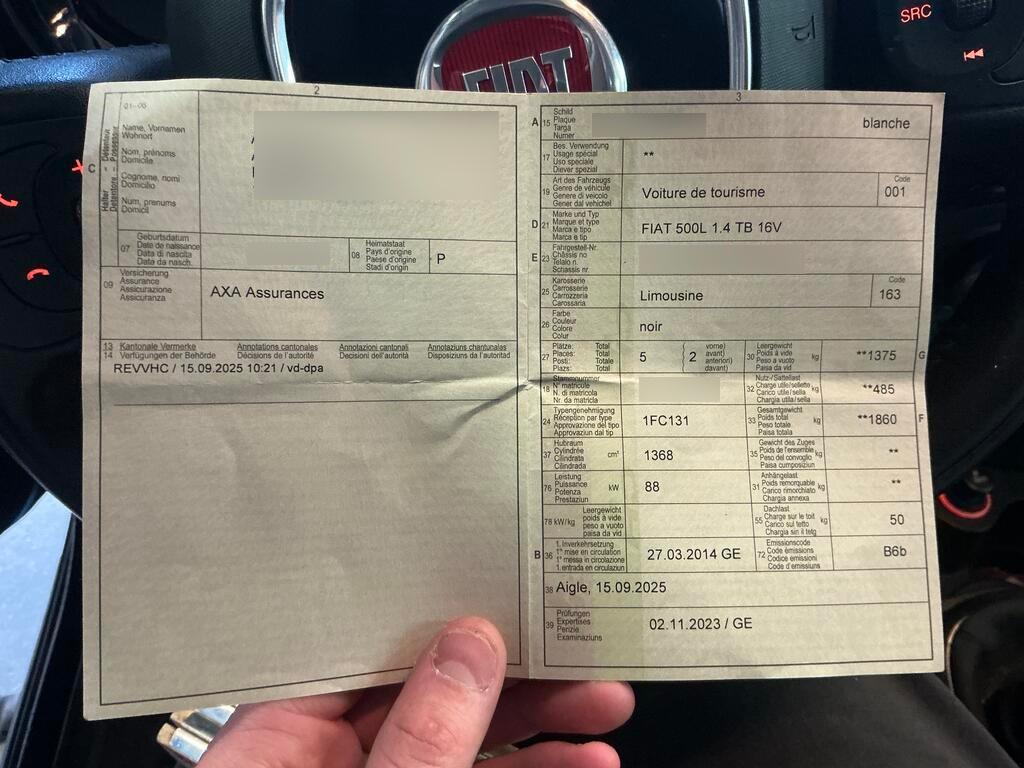 SRC
FIAT
2
01-06
C
Halter Détenteur
Detentore Possessor
Name, Vornamen
Wohnort
Nom, prénoms
Domicile
Cognome, nomi
Domicilio
Num, prenums
Domicil
07
Geburtsdatum
Date de naissance
Data di nascita
Data da nasch.
08
Heimatstaat
Pays d'origine
Paese d'origine
Stadi d'origin
P
09
Versicherung
Assurance
Assicurazione
Assicuranza
AXA Assurances
13 Kantonale Vermerke Annotations cantonales Annotazioni cantonali Annotaziuns chantunalas
14 Verfügungen der Behörde Décisions de l'autorité Decisioni dell'autorità Disposiziuns da l'autoritad
REVVHC / 15.09.2025 10:21 / vd-dpa
3
A 15
Schild
Plaque
Targa
Numer
blanche
17
Bes. Verwendung
Usage spécial
Uso speciale
Diever spezial
**
19
Art des Fahrzeugs
Genre de véhicule
Genere di veicolo
Gener dal vehichel
Voiture de tourisme
Code
001
D 21
Marke und Typ
Marque et type
Marca e tipo
Marca e tip
FIAT 500L 1.4 TB 16V
E 23
Fahrgestell-Nr.
Châssis no
Telaio n.
Schassis nr.
25
Karosserie
Carrosserie
Carrozzeria
Carossaria
Limousine
Code
163
26
Farbe
Couleur
Colore
Colur
noir
27
Plätze: Total
Places: Total
Posti: Totale
Plazs: Total
5
2
vorne)
avant)
anteriori)
davant)
30
Leergewicht
Poids à vide
Peso a vuoto
Paisa da vid
kg
**1375
G
18
Stammnummer
N° matricule
N. di matricola
Nr. da matricla
32
Nutz-/Sattellast
Charge utile/sellette
Carico utile/sella
Chargia utila/sella
kg
**485
24
Typengenehmigung
Réception par type
Approvazione del tipo
Approvaziun dal tip
1FC131
33
Gesamtgewicht
Poids total
Peso totale
Paisa totala
kg
**1860
F
37
Hubraum
Cylindrée
Cilindrata
Cilindrada
cm³
1368
35
Gewicht des Zuges
Poids de l'ensemble
Peso del convoglio
Paisa cumposiziun
kg
**
76
Leistung
Puissance
Potenza
Prestaziun
kW
88
31
Anhängelast
Poids remorquable
Carico rimorchiato
Chargia annexa
kg
**
78 kW/kg
Leergewicht
poids à vide
peso a vuoto
paisa da vid
55
Dachlast
Charge sur le toit
Carico sul tetto
Chargia sin il tetg
kg
50
B 36
1. Inverkehrsetzung
1re mise en circulation
1a messa in circolazione
1. entrada en circulaziun
27.03.2014 GE
72
Emissionscode
Code émissions
Codice emissioni
Code d'emissiuns
B6b
38 Aigle, 15.09.2025
39
Prüfungen
Expertises
Perizie
Examinaziuns
02.11.2023 / GE